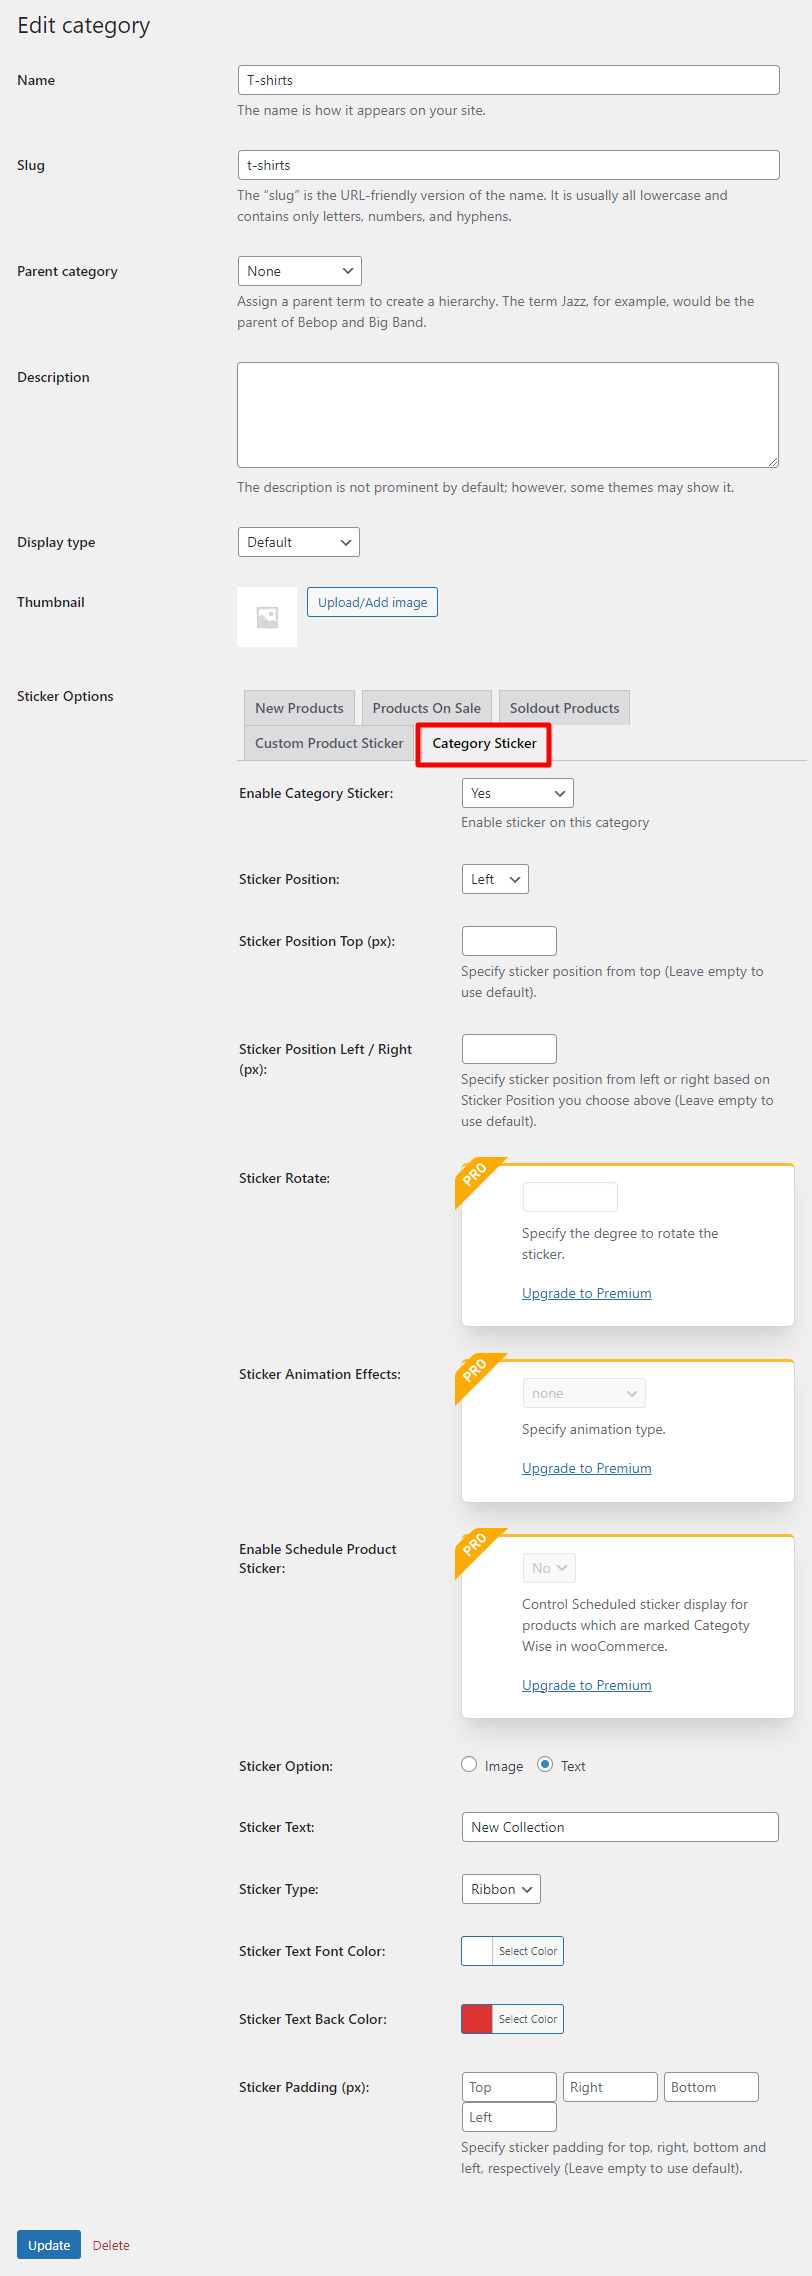 Edit category
Name
T-shirts
The name is how it appears on your site.
Slug
t-shirts
The “slug” is the URL-friendly version of the name. It is usually all lowercase and
contains only letters, numbers, and hyphens.
Parent category
None
Assign a parent term to create a hierarchy. The term Jazz, for example, would be the
parent of Bebop and Big Band.
Description
The description is not prominent by default; however, some themes may show it.
Display type
Default
Thumbnail
Upload/Add image
Sticker Options
New Products
Products On Sale
Soldout Products
Custom Product Sticker
Category Sticker
Enable Category Sticker:
Yes
Enable sticker on this category
Sticker Position:
Left
Sticker Position Top (px):
Specify sticker position from top (Leave empty to
use default).
Sticker Position Left / Right
(px):
Specify sticker position from left or right based on
Sticker Position you choose above (Leave empty to
use default).
Sticker Rotate:
PRO
Specify the degree to rotate the
sticker.
Upgrade to Premium
Sticker Animation Effects:
PRO
none
Specify animation type.
Upgrade to Premium
Enable Schedule Product
Sticker:
PRO
No
Control Scheduled sticker display for
products which are marked Categoty
Wise in wooCommerce.
Upgrade to Premium
Sticker Option:
Image
Text
Sticker Text:
New Collection
Sticker Type:
Ribbon
Sticker Text Font Color:
Select Color
Sticker Text Back Color:
Select Color
Sticker Padding (px):
Top
Right
Bottom
Left
Specify sticker padding for top, right, bottom and
left, respectively (Leave empty to use default).
Update
Delete